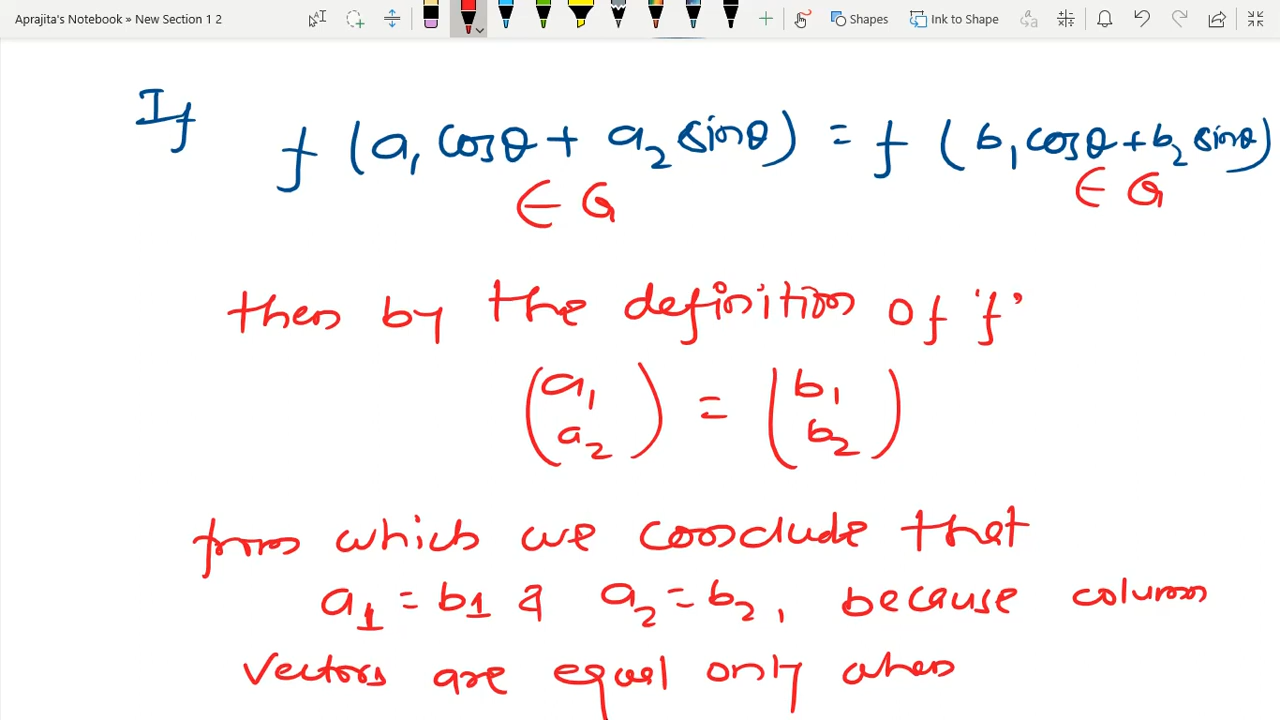 Aprajita's Notebook » New Section 1 2
Shapes
Ink to Shape
If f (a₁ cosθ + a₂ sinθ) = f (b₁cosθ+b₂ sinθ)
∈ G ∈ G
then by the definition of 'f'
(a₁ a₂) = (b₁ b₂)
from which we conclude that
a₁ = b₁ & a₂ = b₂, because column
vectors are equal only when